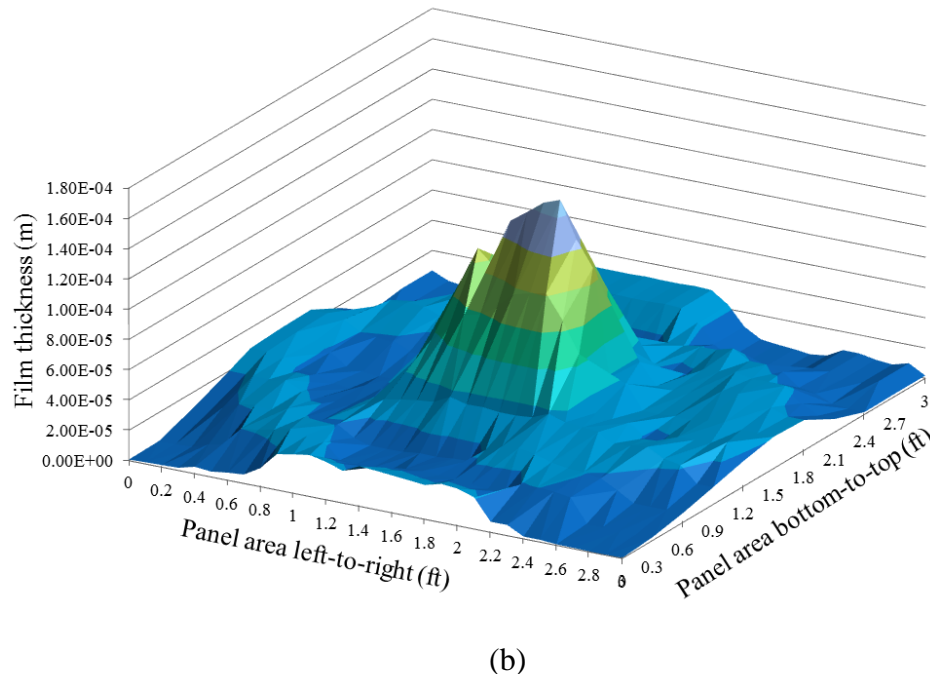 1.80E-04
1.60E-04
1.40E-04
1.20E-04
1.00E-04
8.00E-05
6.00E-05
4.00E-05
2.00E-05
0.00E+00
Film thickness (m)
0
0.2
0.4
0.6
0.8
1
1.2
1.4
1.6
1.8
2
2.2
2.4
2.6
2.8
3
Panel area left-to-right (ft)
0
0.3
0.6
0.9
1.2
1.5
1.8
2.1
2.4
2.7
3
Panel area bottom-to-top (ft)
(b)